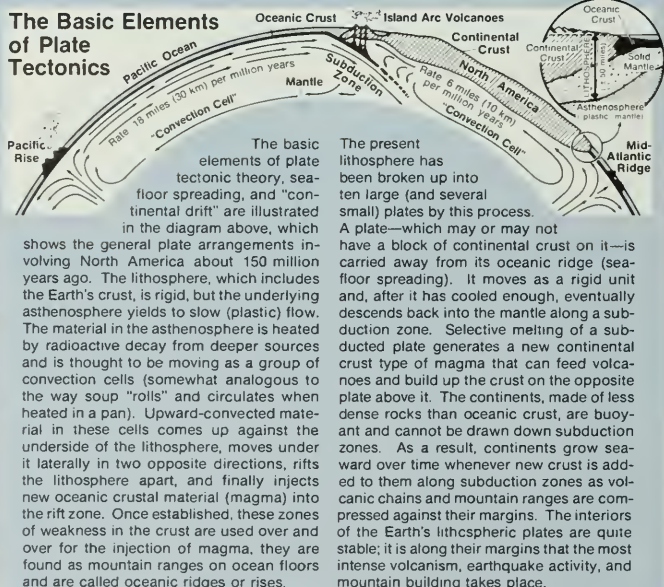 The Basic Elements
of Plate
Tectonics
Oceanic Crust
Island Arc Volcanoes
Continental
Crust
Oceanic
Crust
Continental
Crust
LITHOSPHERE
Solid
Mantle
Asthenosphere
(plastic mantle)
Pacific Ocean
Rate 18 miles (30 km) per million years
"Convection Cell"
Mantle
Subduction
Zone
North America
Rate 6 miles (10 km)
per million years
"Convection Cell"
Pacific
Rise
Mid-
Atlantic
Ridge
The basic
elements of plate
tectonic theory, sea-
floor spreading, and "con-
tinental drift" are illustrated
in the diagram above, which
shows the general plate arrangements in-
volving North America about 150 million
years ago. The lithosphere, which includes
the Earth's crust, is rigid, but the underlying
asthenosphere yields to slow (plastic) flow.
The material in the asthenosphere is heated
by radioactive decay from deeper sources
and is thought to be moving as a group of
convection cells (somewhat analogous to
the way soup "rolls" and circulates when
heated in a pan). Upward-convected mate-
rial in these cells comes up against the
underside of the lithosphere, moves under
it laterally in two opposite directions, rifts
the lithosphere apart, and finally injects
new oceanic crustal material (magma) into
the rift zone. Once established, these zones
of weakness in the crust are used over and
over for the injection of magma, they are
found as mountain ranges on ocean floors
and are called oceanic ridges or rises.
The present
lithosphere has
been broken up into
ten large (and several
small) plates by this process.
A plate—which may or may not
have a block of continental crust on it—is
carried away from its oceanic ridge (sea-
floor spreading). It moves as a rigid unit
and, after it has cooled enough, eventually
descends back into the mantle along a sub-
duction zone. Selective melting of a sub-
ducted plate generates a new continental
crust type of magma that can feed volca-
noes and build up the crust on the opposite
plate above it. The continents, made of less
dense rocks than oceanic crust, are buoy-
ant and cannot be drawn down subduction
zones. As a result, continents grow sea-
ward over time whenever new crust is add-
ed to them along subduction zones as vol-
canic chains and mountain ranges are com-
pressed against their margins. The interiors
of the Earth's lithcspheric plates are quite
stable; it is along their margins that the most
intense volcanism, earthquake activity, and
mountain building takes place.